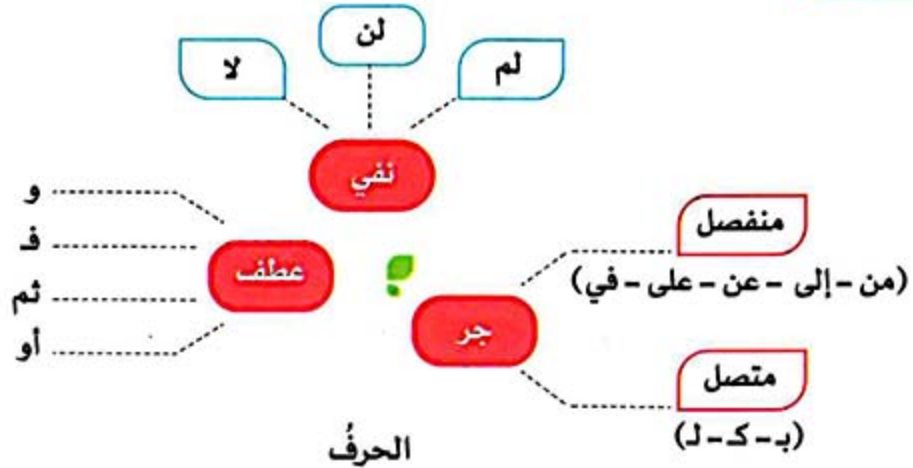 لم
لن
لا
نفي
منفصل
(من - إلى - عن - على - في)
جر
متصل
(بـ - كـ - لـ)
عطف
و
فـ
ثم
أو
الحرفُ